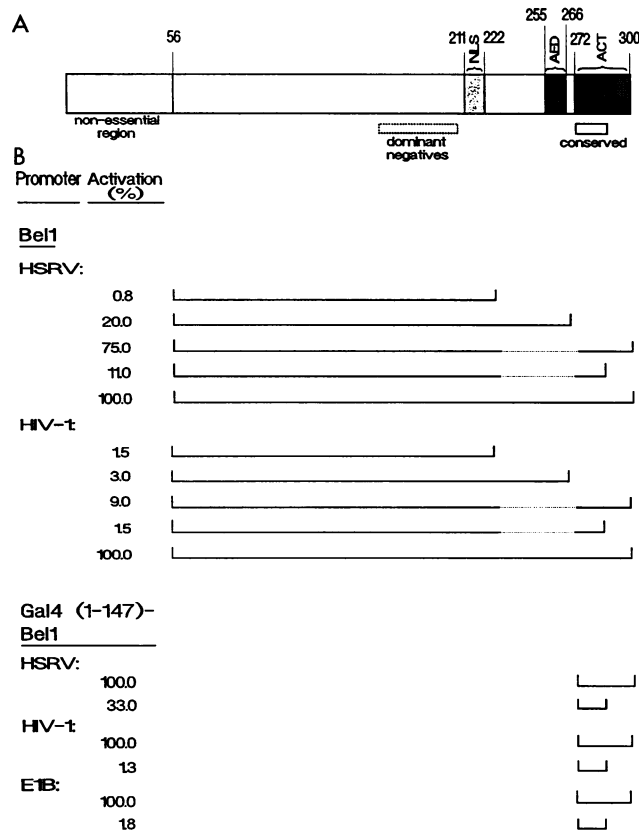 A
56
211
NLS
222
255
AED
266
272
ACT
300
non-essential
region
dominant
negatives
conserved
B
Promoter Activation
(%)
Bel1
HSRV:
0.8
20.0
75.0
11.0
100.0
HIV-1:
1.5
3.0
9.0
1.5
100.0
Gal4 (1-147)-
Bel1
HSRV:
100.0
33.0
HIV-1:
100.0
1.3
E1B:
100.0
1.8